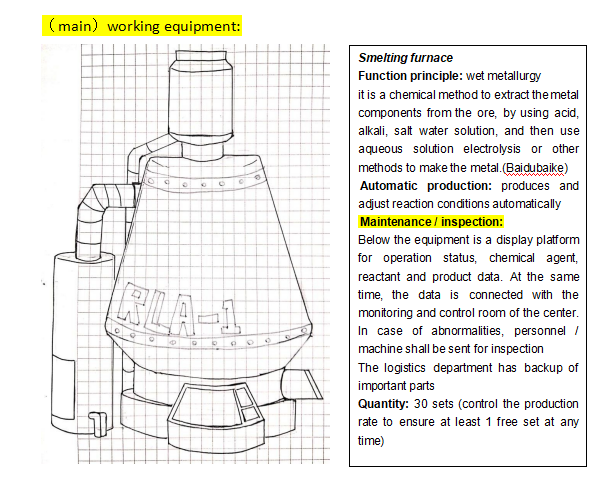 （main）working equipment:
Smelting furnace
Function principle: wet metallurgy
it is a chemical method to extract the metal
components from the ore, by using acid,
alkali, salt water solution, and then use
aqueous solution electrolysis or other
methods to make the metal.(Baidubaike)
Automatic production: produces and
adjust reaction conditions automatically
Maintenance / inspection:
Below the equipment is a display platform
for operation status, chemical agent,
reactant and product data. At the same
time, the data is connected with the
monitoring and control room of the center.
In case of abnormalities, personnel /
machine shall be sent for inspection
The logistics department has backup of
important parts
Quantity: 30 sets (control the production
rate to ensure at least 1 free set at any
time)
RLA-1